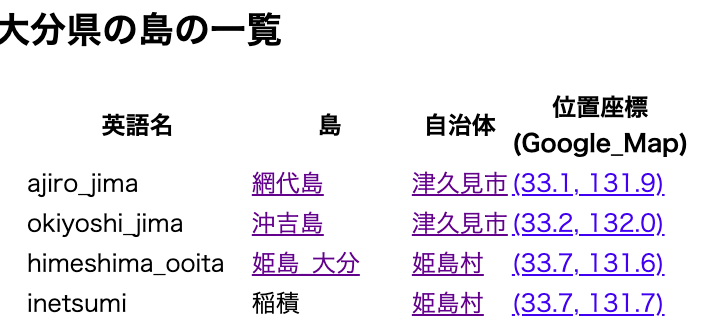 大分県の島の一覧
英語名 島 自治体 位置座標
(Google_Map)
ajiro_jima 網代島 津久見市 (33.1, 131.9)
okiyoshi_jima 沖吉島 津久見市 (33.2, 132.0)
himeshima_ooita 姫島_大分 姫島村 (33.7, 131.6)
inetsumi 稲積 姫島村 (33.7, 131.7)